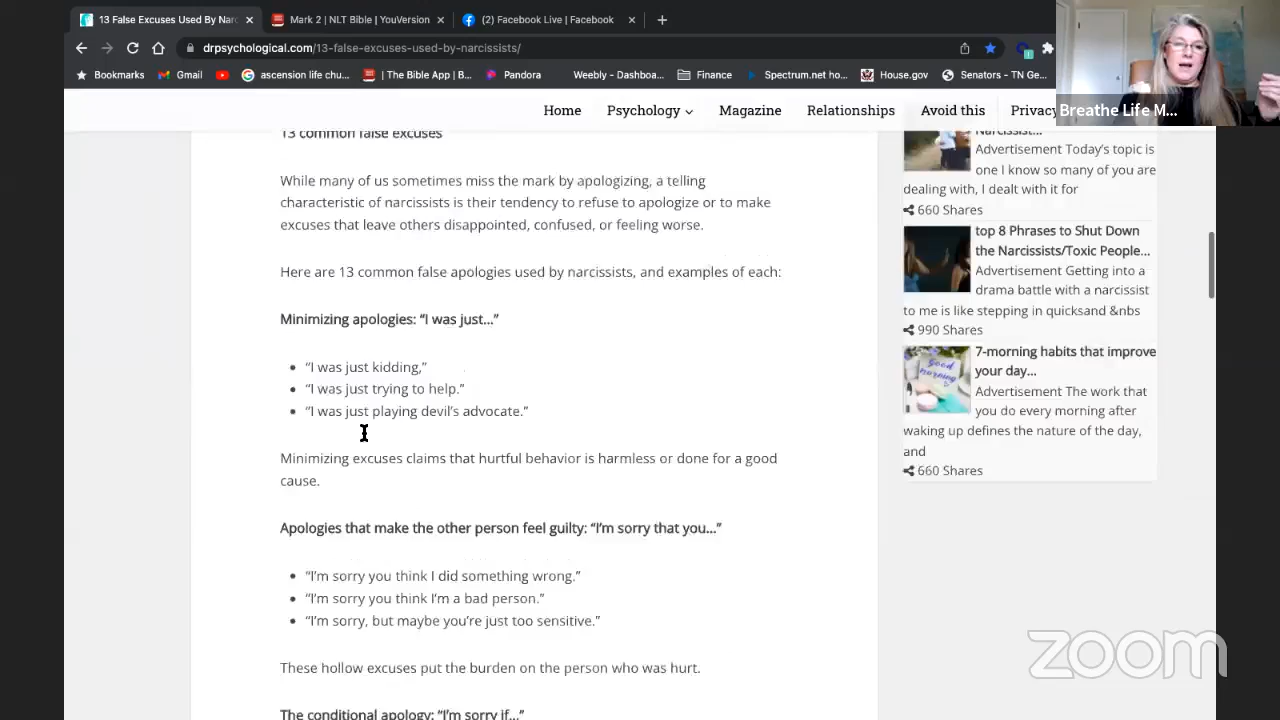 13 False Excuses Used By Narc
Mark 2 | NLT Bible | YouVersion
(2) Facebook Live | Facebook
drpsychological.com/13-false-excuses-used-by-narcissists/
Bookmarks
Gmail
ascension life chu...
| The Bible App | B...
Pandora
Weebly - Dashboa...
Finance
Spectrum.net ho...
House.gov
Senators - TN Ge...
Home
Psychology
Magazine
Relationships
Avoid this
Privacy
Breathe Life M...
13 common false excuses
While many of us sometimes miss the mark by apologizing, a telling
characteristic of narcissists is their tendency to refuse to apologize or to make
excuses that leave others disappointed, confused, or feeling worse.
Here are 13 common false apologies used by narcissists, and examples of each:
Minimizing apologies: “I was just...”
“I was just kidding,”
“I was just trying to help.”
“I was just playing devil’s advocate.”
Minimizing excuses claims that hurtful behavior is harmless or done for a good
cause.
Apologies that make the other person feel guilty: “I’m sorry that you...”
“I’m sorry you think I did something wrong.”
“I’m sorry you think I’m a bad person.”
“I’m sorry, but maybe you’re just too sensitive.”
These hollow excuses put the burden on the person who was hurt.
The conditional apology: “I’m sorry if...”
Narcissist...
Advertisement Today’s topic is
one I know so many of you are
dealing with, I dealt with it for
660 Shares
top 8 Phrases to Shut Down
the Narcissists/Toxic People...
Advertisement Getting into a
drama battle with a narcissist
to me is like stepping in quicksand &nbs
990 Shares
7-morning habits that improve
your day...
Advertisement The work that
you do every morning after
waking up defines the nature of the day,
and
660 Shares
zoom